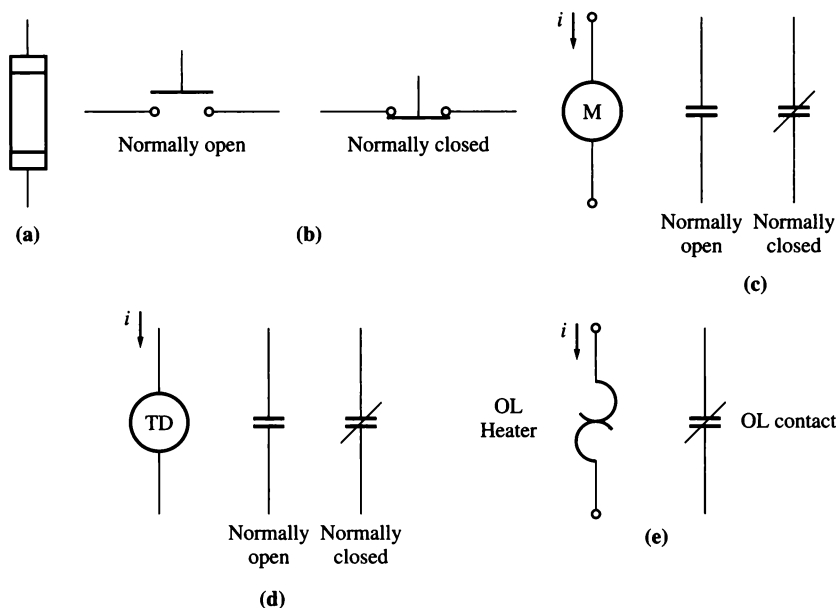 i
M
Normally open
Normally closed
Normally
open
Normally
closed
(a)
(b)
(c)
i
TD
Normally
open
Normally
closed
(d)
i
OL
Heater
OL contact
(e)